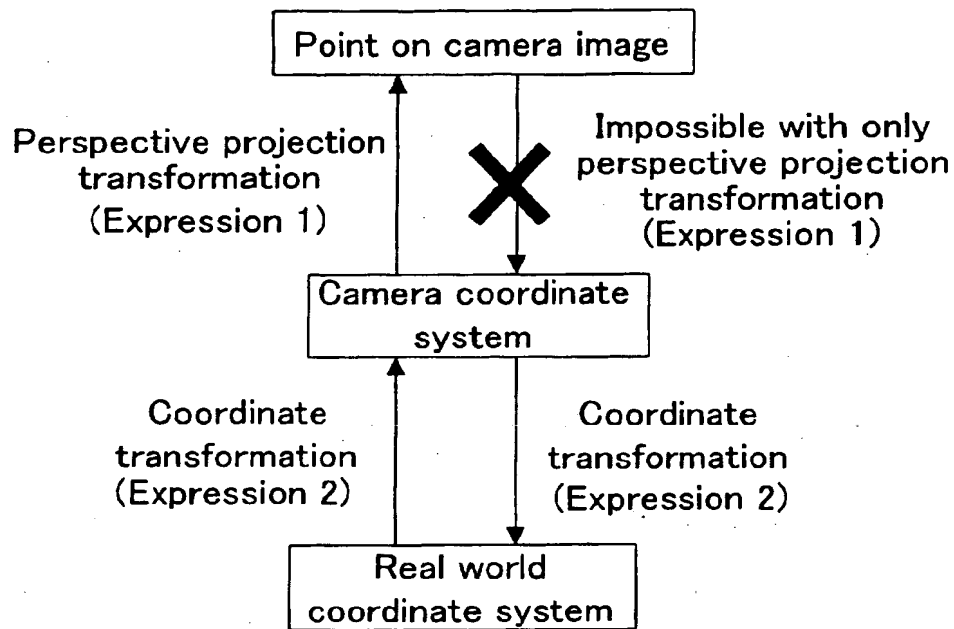 Point on camera image
Perspective projection
transformation
(Expression 1)
Impossible with only
perspective projection
transformation
(Expression 1)
Camera coordinate
system
Coordinate
transformation
(Expression 2)
Coordinate
transformation
(Expression 2)
Real world
coordinate system